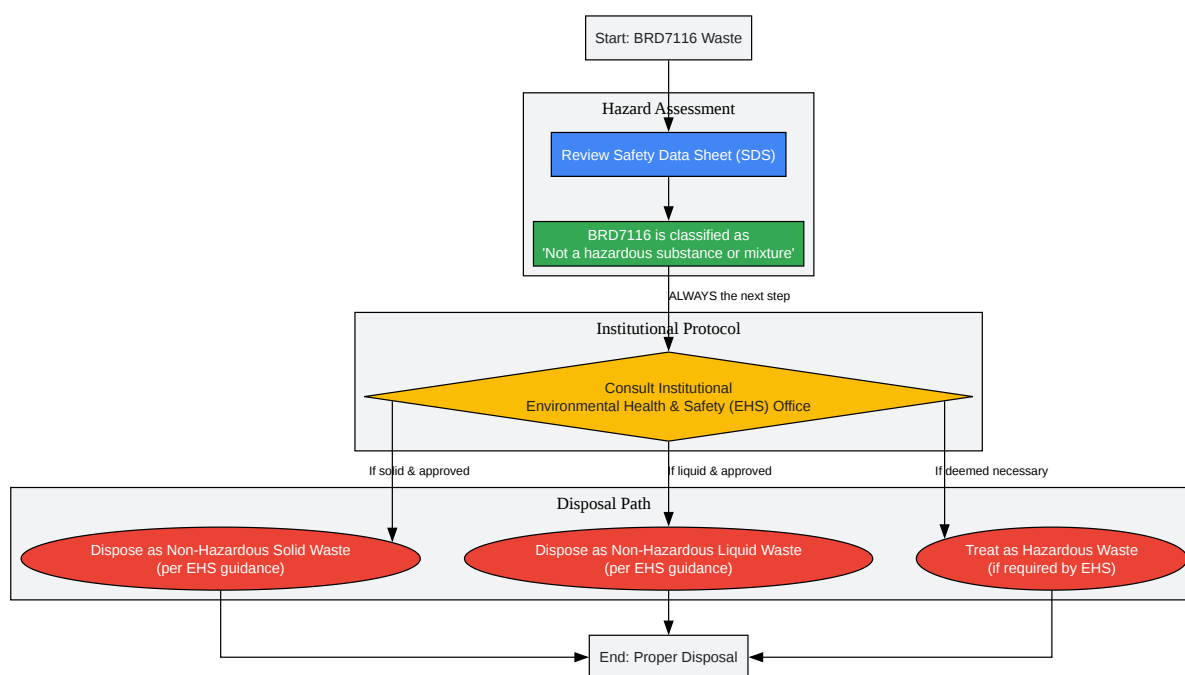 Start: BRD7116 Waste
Hazard Assessment
Review Safety Data Sheet (SDS)
BRD7116 is classified as
'Not a hazardous substance or mixture'
ALWAYS the next step
Institutional Protocol
Consult Institutional
Environmental Health & Safety (EHS) Office
If solid & approved
If liquid & approved
If deemed necessary
Disposal Path
Dispose as Non-Hazardous Solid Waste
(per EHS guidance)
Dispose as Non-Hazardous Liquid Waste
(per EHS guidance)
Treat as Hazardous Waste
(if required by EHS)
End: Proper Disposal